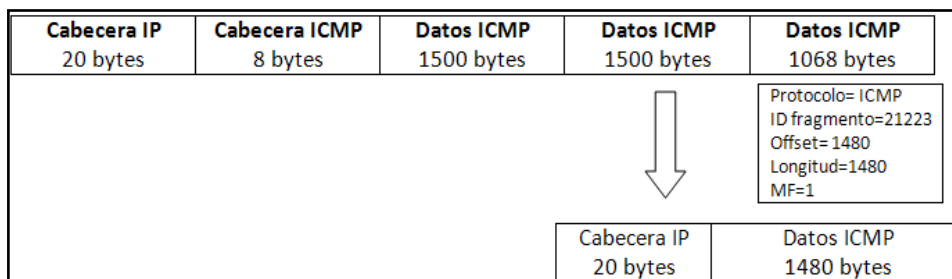 Cabecera IP
20 bytes
Cabecera ICMP
8 bytes
Datos ICMP
1500 bytes
Datos ICMP
1500 bytes
Datos ICMP
1068 bytes
Protocolo= ICMP
ID fragmento=21223
Offset= 1480
Longitud=1480
MF=1
Cabecera IP
20 bytes
Datos ICMP
1480 bytes